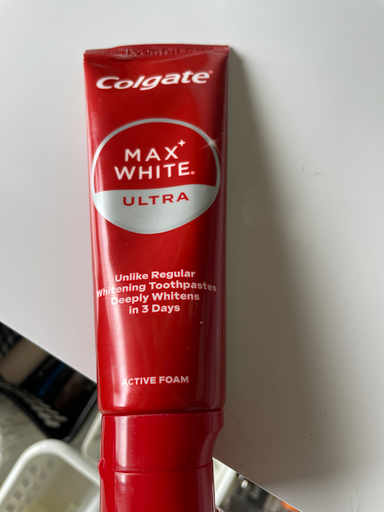 Colgate®
MAX
WHITE®
ULTRA
Unlike Regular
Whitening Toothpastes
Deeply Whitens
in 3 Days
ACTIVE FOAM